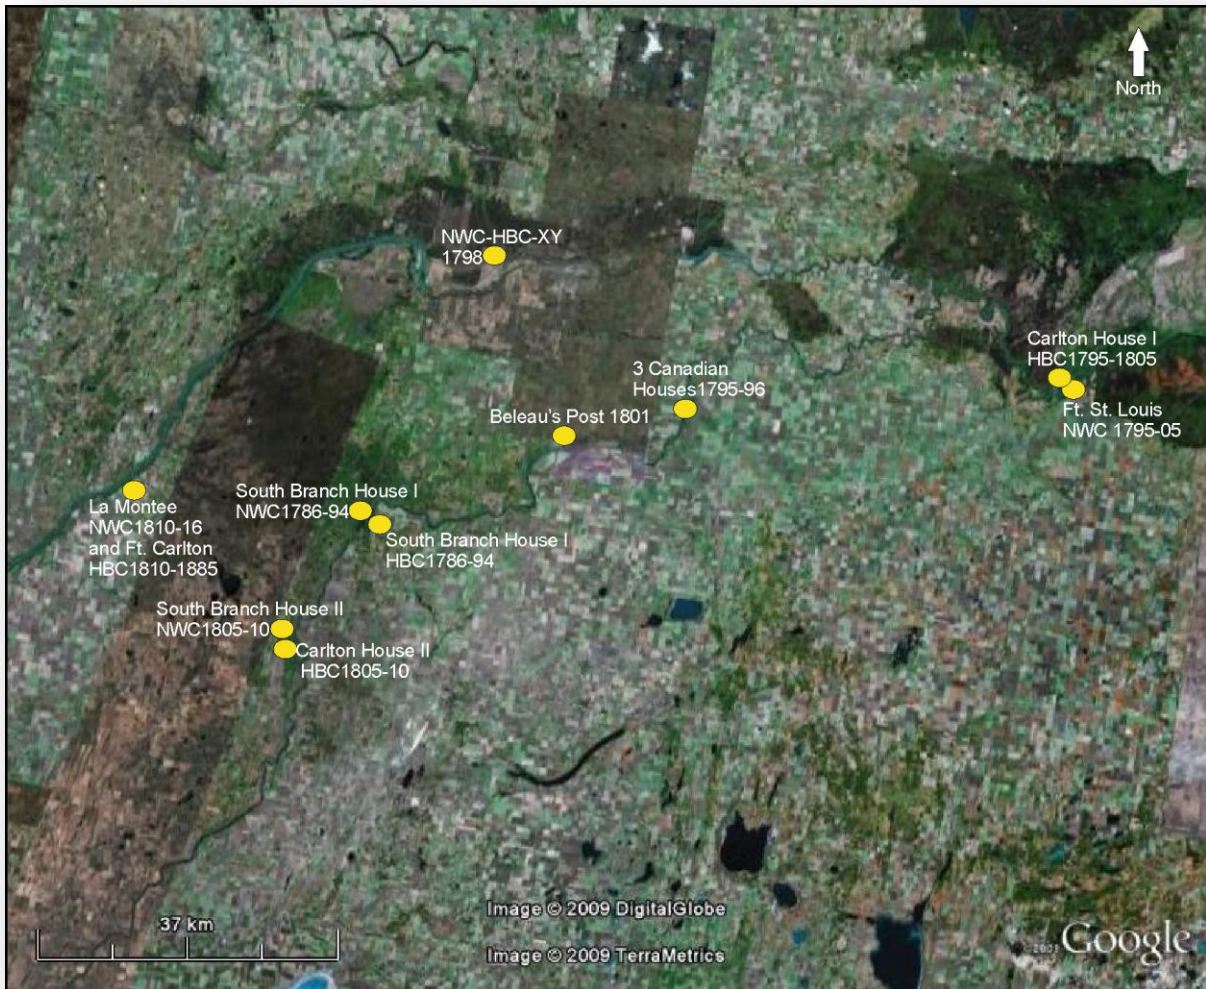 North
NWC-HBC-XY
1798
Carlton House I
HBC1795-1805
3 Canadian
Houses1795-96
Ft. St. Louis
NWC 1795-05
Beleau's Post 1801
South Branch House I
NWC1786-94
La Montee
NWC1810-16
and Ft. Carlton
HBC1810-1885
South Branch House I
HBC1786-94
South Branch House II
NWC1805-10
Carlton House II
HBC1805-10
37 km
Image © 2009 DigitalGlobe
Image © 2009 TerraMetrics
Google